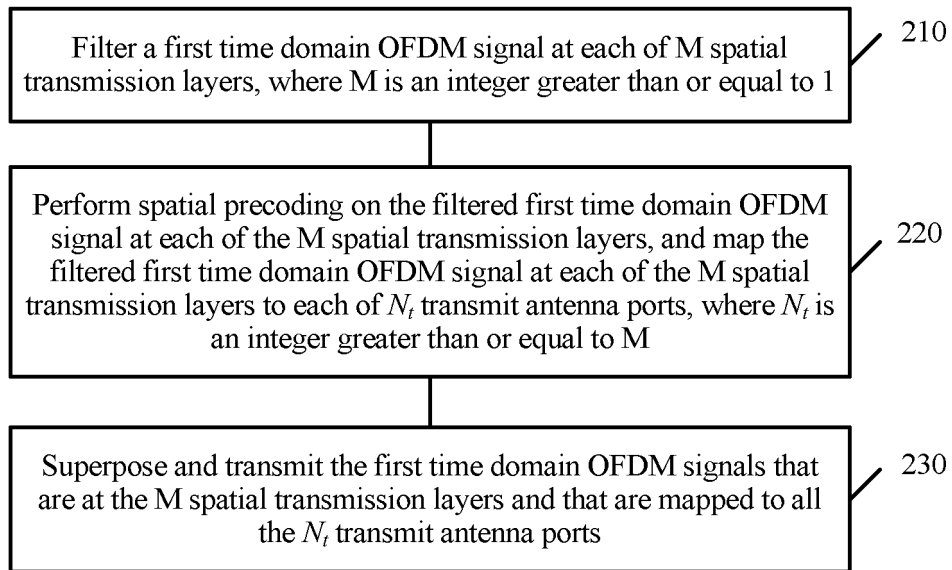 Filter a first time domain OFDM signal at each of M spatial
transmission layers, where M is an integer greater than or equal to 1
210
Perform spatial precoding on the filtered first time domain OFDM
signal at each of the M spatial transmission layers, and map the
filtered first time domain OFDM signal at each of the M spatial
transmission layers to each of Nt transmit antenna ports, where Nt is
an integer greater than or equal to M
220
Superpose and transmit the first time domain OFDM signals that
are at the M spatial transmission layers and that are mapped to all
the Nt transmit antenna ports
230